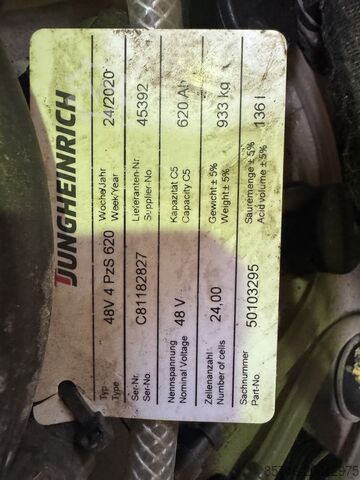 JUNGHEINRICH
Typ
Type
48V 4 PzS 620
Woche/Jahr
Week/Year
24/2020
Ser-Nr.
Ser-No.
C81182827
Lieferanten-Nr.
Supplier-No.
45392
Nennspannung
Nominal Voltage
48 V
Kapazität C5
Capacity C5
620 Ah
Zellenanzahl
Number of cells
24,00
Gewicht ± 5%
Weight ± 5%
933 kg
Sachnummer
Part-No.
50103295
Säuremenge ± 5%
Acid volume ± 5%
136 l